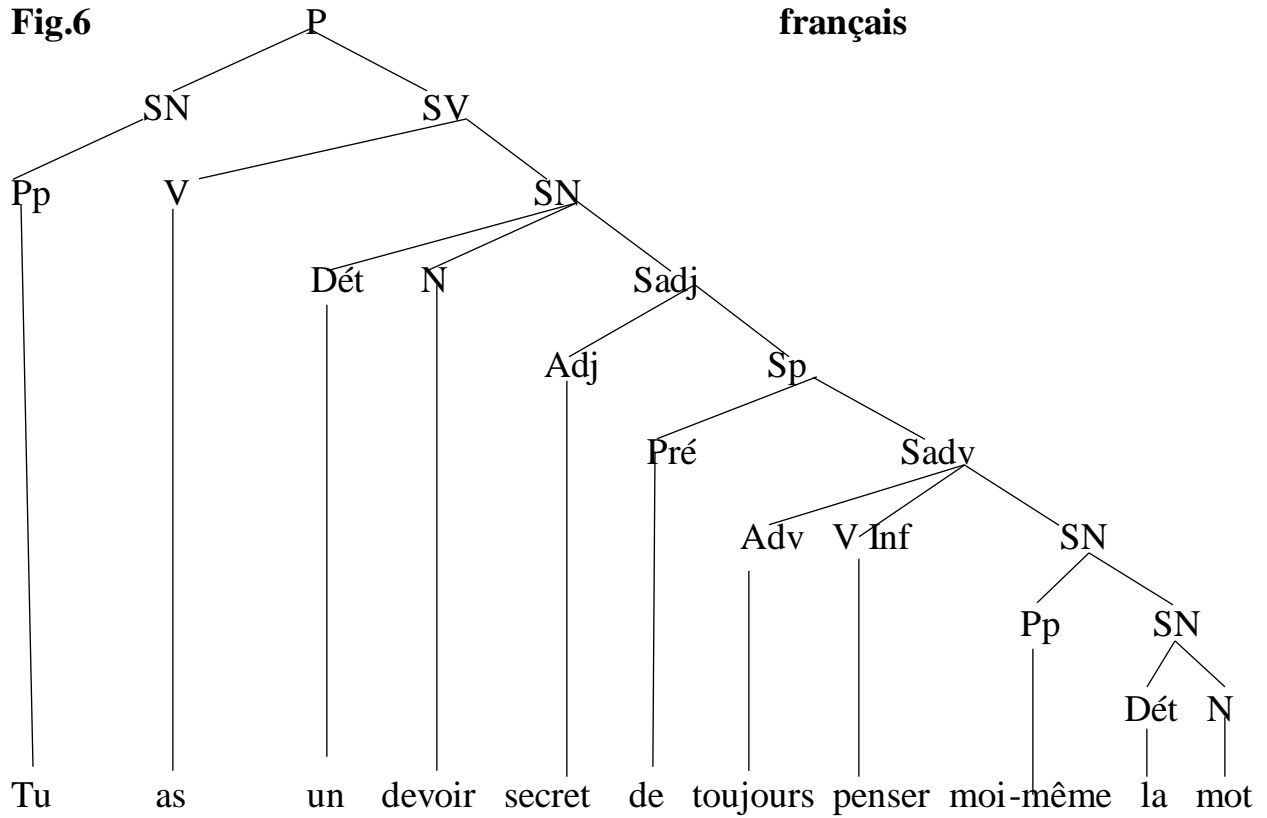 Fig.6 français
P
SN SV
Pp V SN
Dét N Sadj
Adj Sp
Pré Sadv
Adv V Inf SN
Pp SN
Dét N
Tu as un devoir secret de toujours penser moi-même la mot